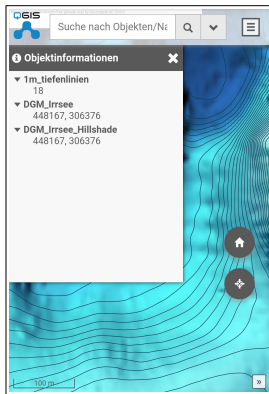 QGIS
Suche nach Objekten/Na
Objektinformationen
1m_tiefenlinien
18
DGM_Irrsee
448167, 306376
DGM_Irrsee_Hillshade
448167, 306376
100 m
»